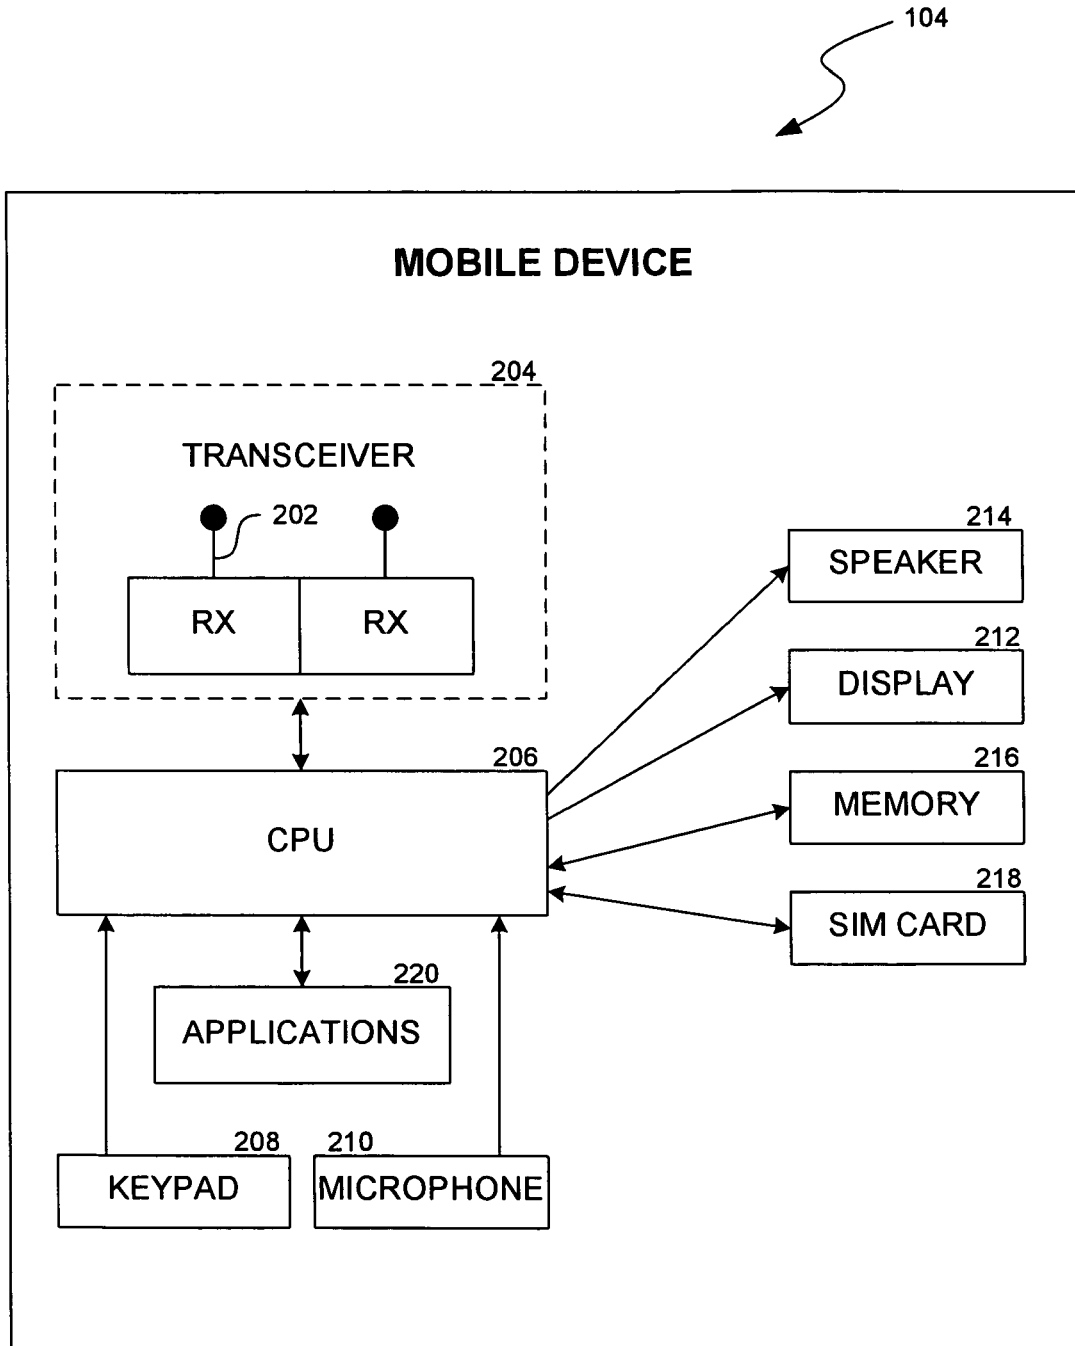 104
MOBILE DEVICE
204
TRANSCEIVER
202
RX
RX
214
SPEAKER
212
DISPLAY
206
CPU
216
MEMORY
218
SIM CARD
220
APPLICATIONS
208
KEYPAD
210
MICROPHONE